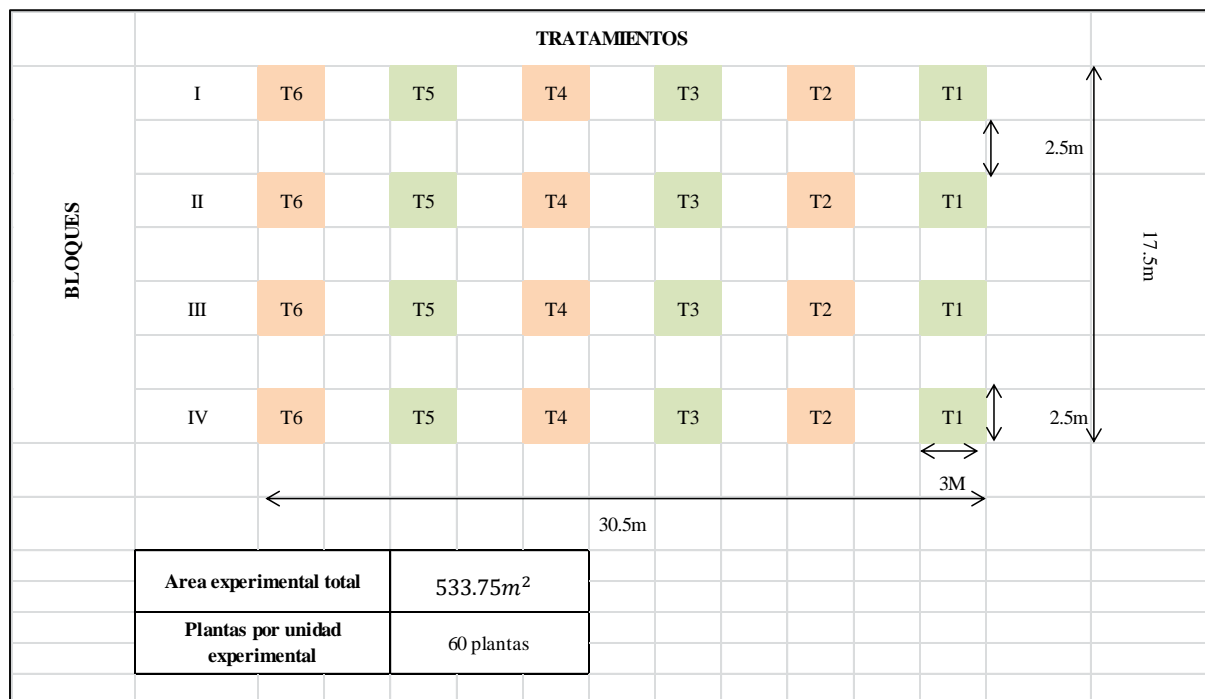 TRATAMIENTOS
BLOQUES
I T6 T5 T4 T3 T2 T1
2.5m
II T6 T5 T4 T3 T2 T1
17.5m
III T6 T5 T4 T3 T2 T1
IV T6 T5 T4 T3 T2 T1
2.5m
3M
30.5m
Area experimental total 533.75m²
Plantas por unidad
experimental
60 plantas